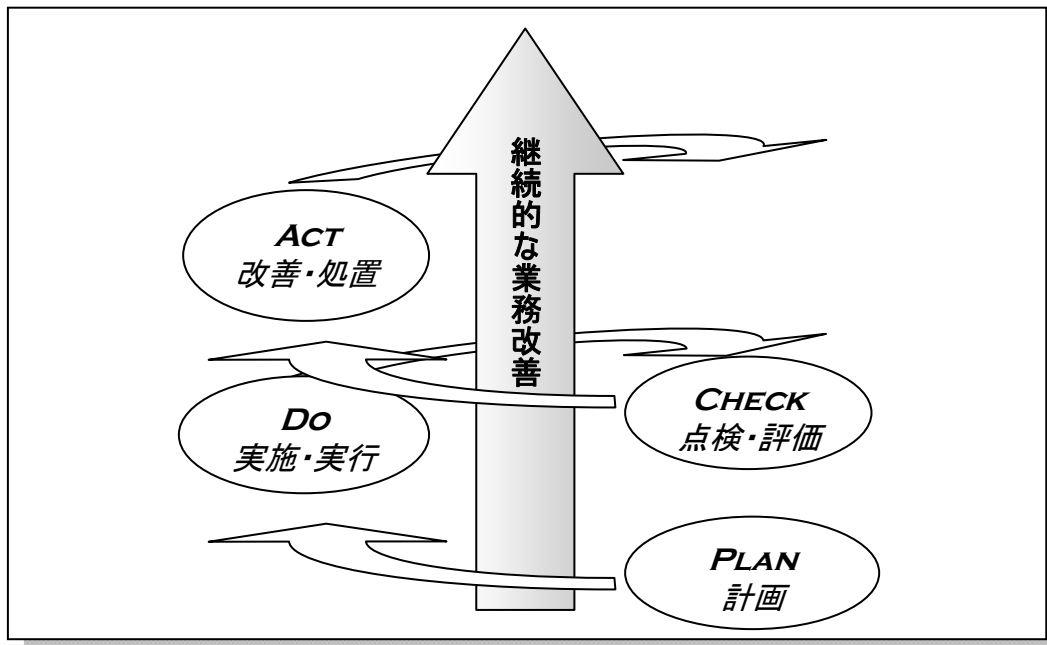 継続的な業務改善
ACT
改善・処置
DO
実施・実行
CHECK
点検・評価
PLAN
計画